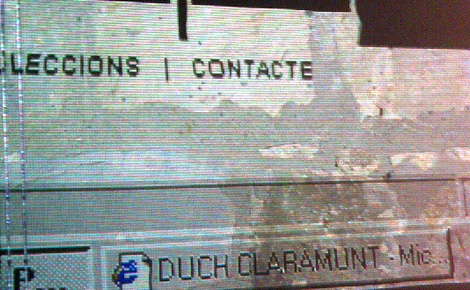 LECCIONS | CONTACTE
P... DUCH CLARAMUNT - Mic...